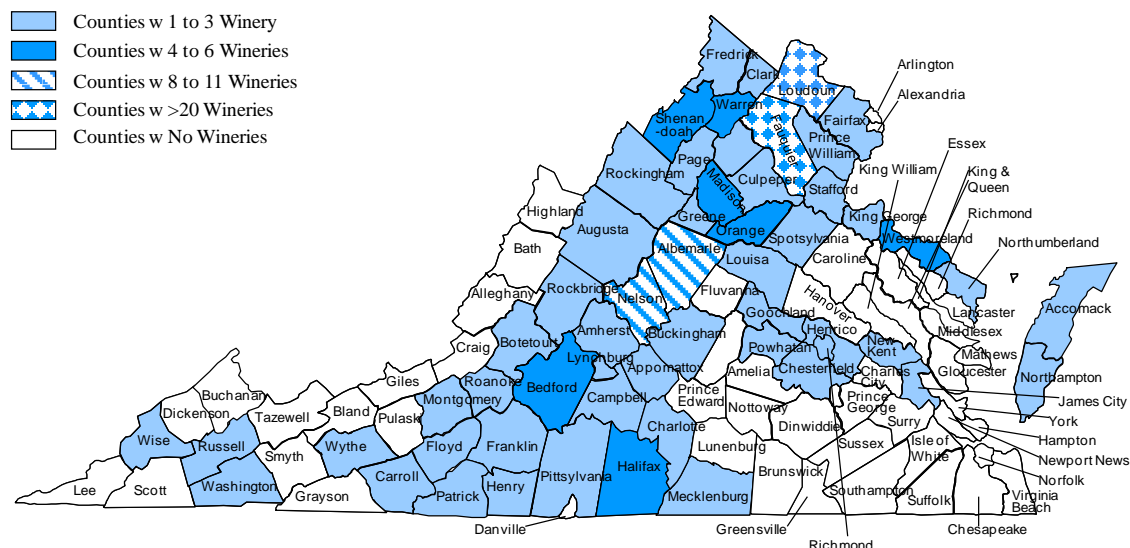 Counties w 1 to 3 Winery
Counties w 4 to 6 Wineries
Counties w 8 to 11 Wineries
Counties w >20 Wineries
Counties w No Wineries
Fredrick
Clark
Loudoun
Arlington
Alexandria
Warren
Shenan
-doah
Fauquier
Fairfax
Prince
William
Essex
Page
Rockingham
Madison
Culpeper
Stafford
King William
King &
Queen
Highland
Greene
King George
Richmond
Augusta
Orange
Spotsylvania
Westmoreland
Northumberland
Bath
Albemarle
Louisa
Caroline
Alleghany
Rockbridge
Nelson
Fluvanna
Hanover
Goochland
Lancaster
Accomack
Amherst
Buckingham
Henrico
Middlesex
Craig
Botetourt
Lynchburg
Appomattox
Powhatan
New
Kent
Mathews
Giles
Roanoke
Bedford
Amelia
Chesterfield
Charles
City
Gloucester
Northampton
Buchanan
Dickenson
Tazewell
Bland
Pulaski
Montgomery
Campbell
Prince
Edward
Nottoway
Prince
George
James City
Wise
Russell
Wythe
Floyd
Franklin
Charlotte
Dinwiddie
Surry
York
Smyth
Lunenburg
Sussex
Isle of
White
Hampton
Lee
Scott
Washington
Grayson
Carroll
Patrick
Henry
Pittsylvania
Halifax
Mecklenburg
Brunswick
Southampton
Suffolk
Newport News
Norfolk
Virginia
Beach
Danville
Greensville
Richmond
Chesapeake